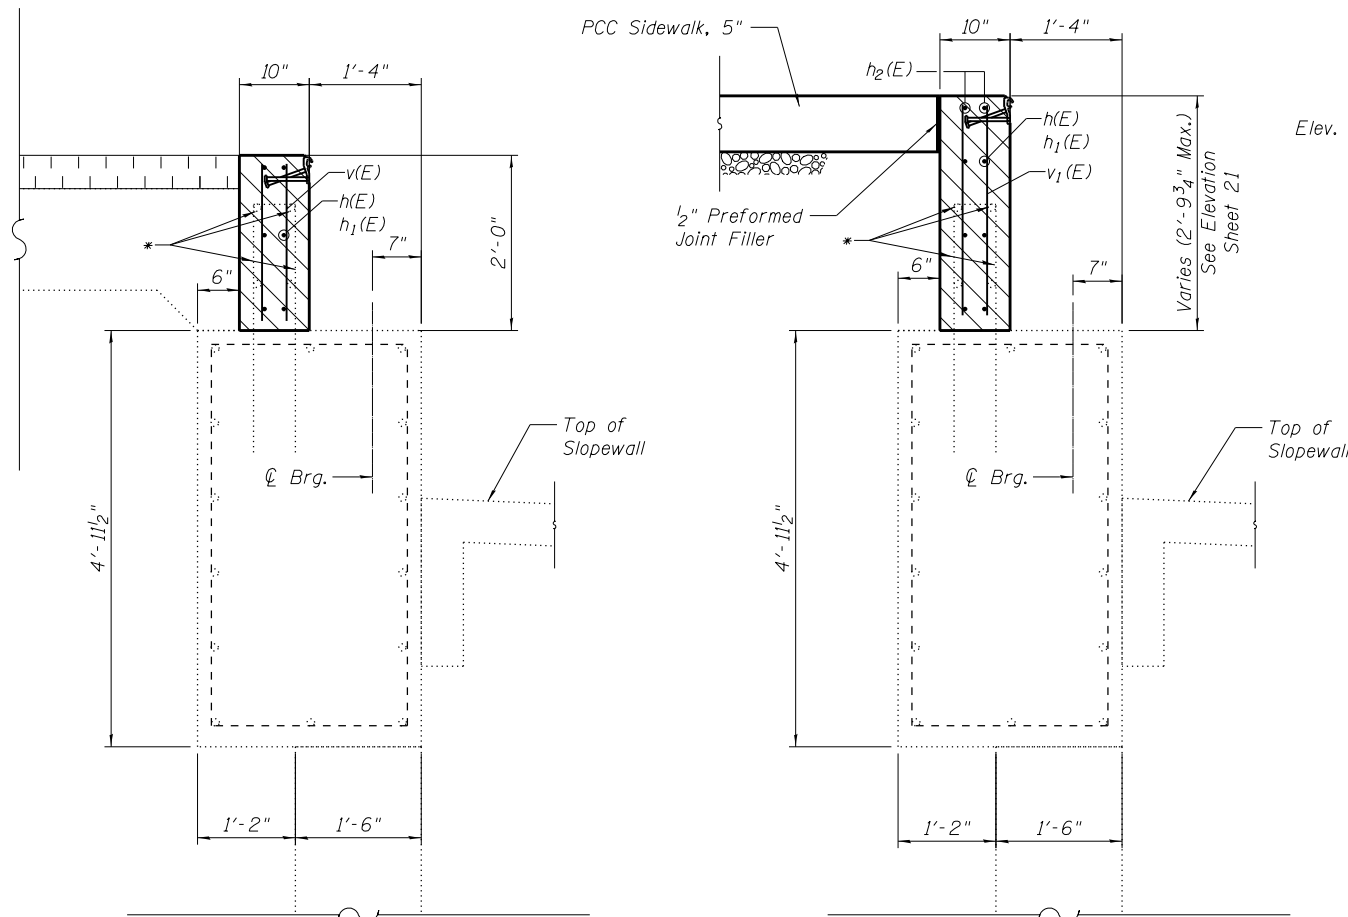 10"
1'-4"
v(E)
h(E)
h1(E)
*
7"
6"
2'-0"
Top of
Slopewall
℄ Brg.
4'-11½"
1'-2"
1'-6"
PCC Sidewalk, 5"
10"
1'-4"
h2(E)
h(E)
h1(E)
v1(E)
½" Preformed
Joint Filler
*
6"
7"
Varies (2'-9¾" Max.)
See Elevation
Sheet 21
Elev.
Top of
Slopewall
℄ Brg.
4'-11½"
1'-2"
1'-6"